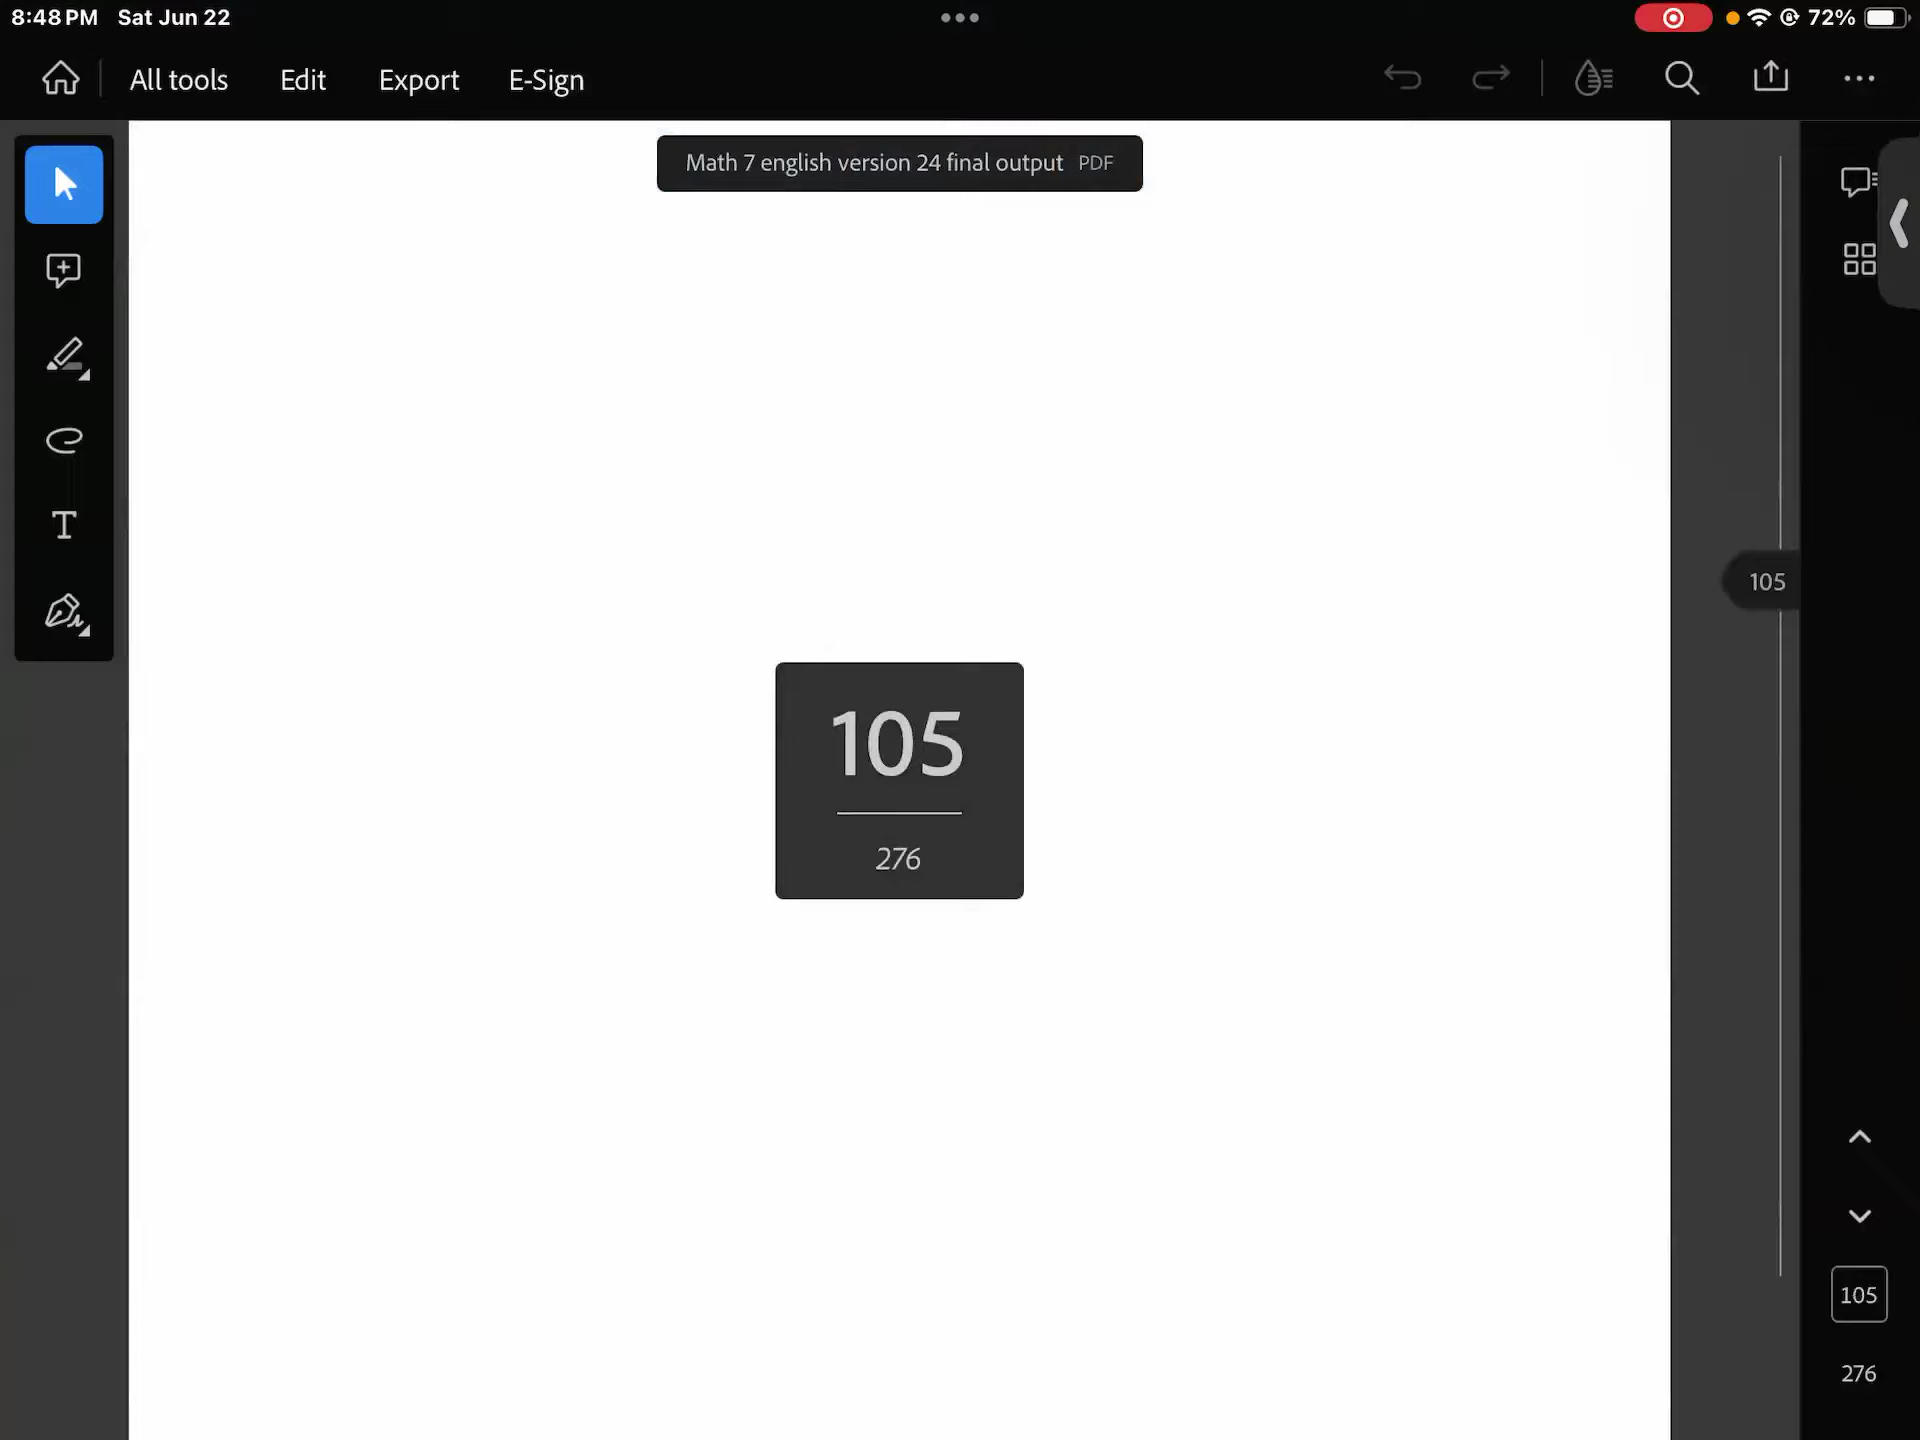 8:48 PM Sat Jun 22
72%
All tools Edit Export E-Sign
Math 7 english version 24 final output PDF
T
105
105
276
105
276